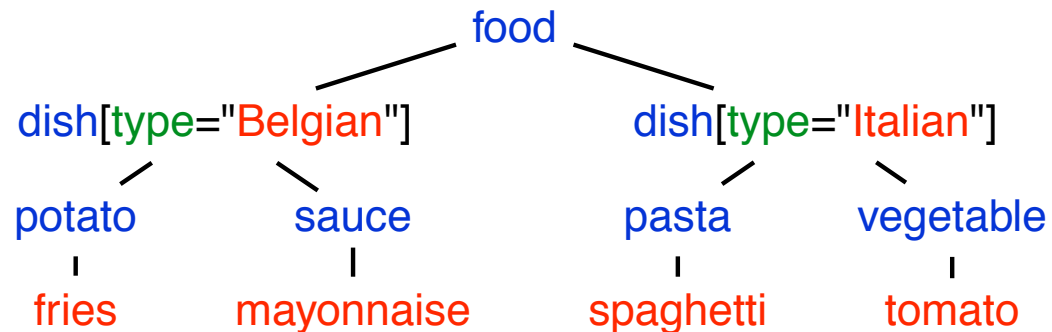 food
dish[type="Belgian"] dish[type="Italian"]
potato sauce pasta vegetable
fries mayonnaise spaghetti tomato